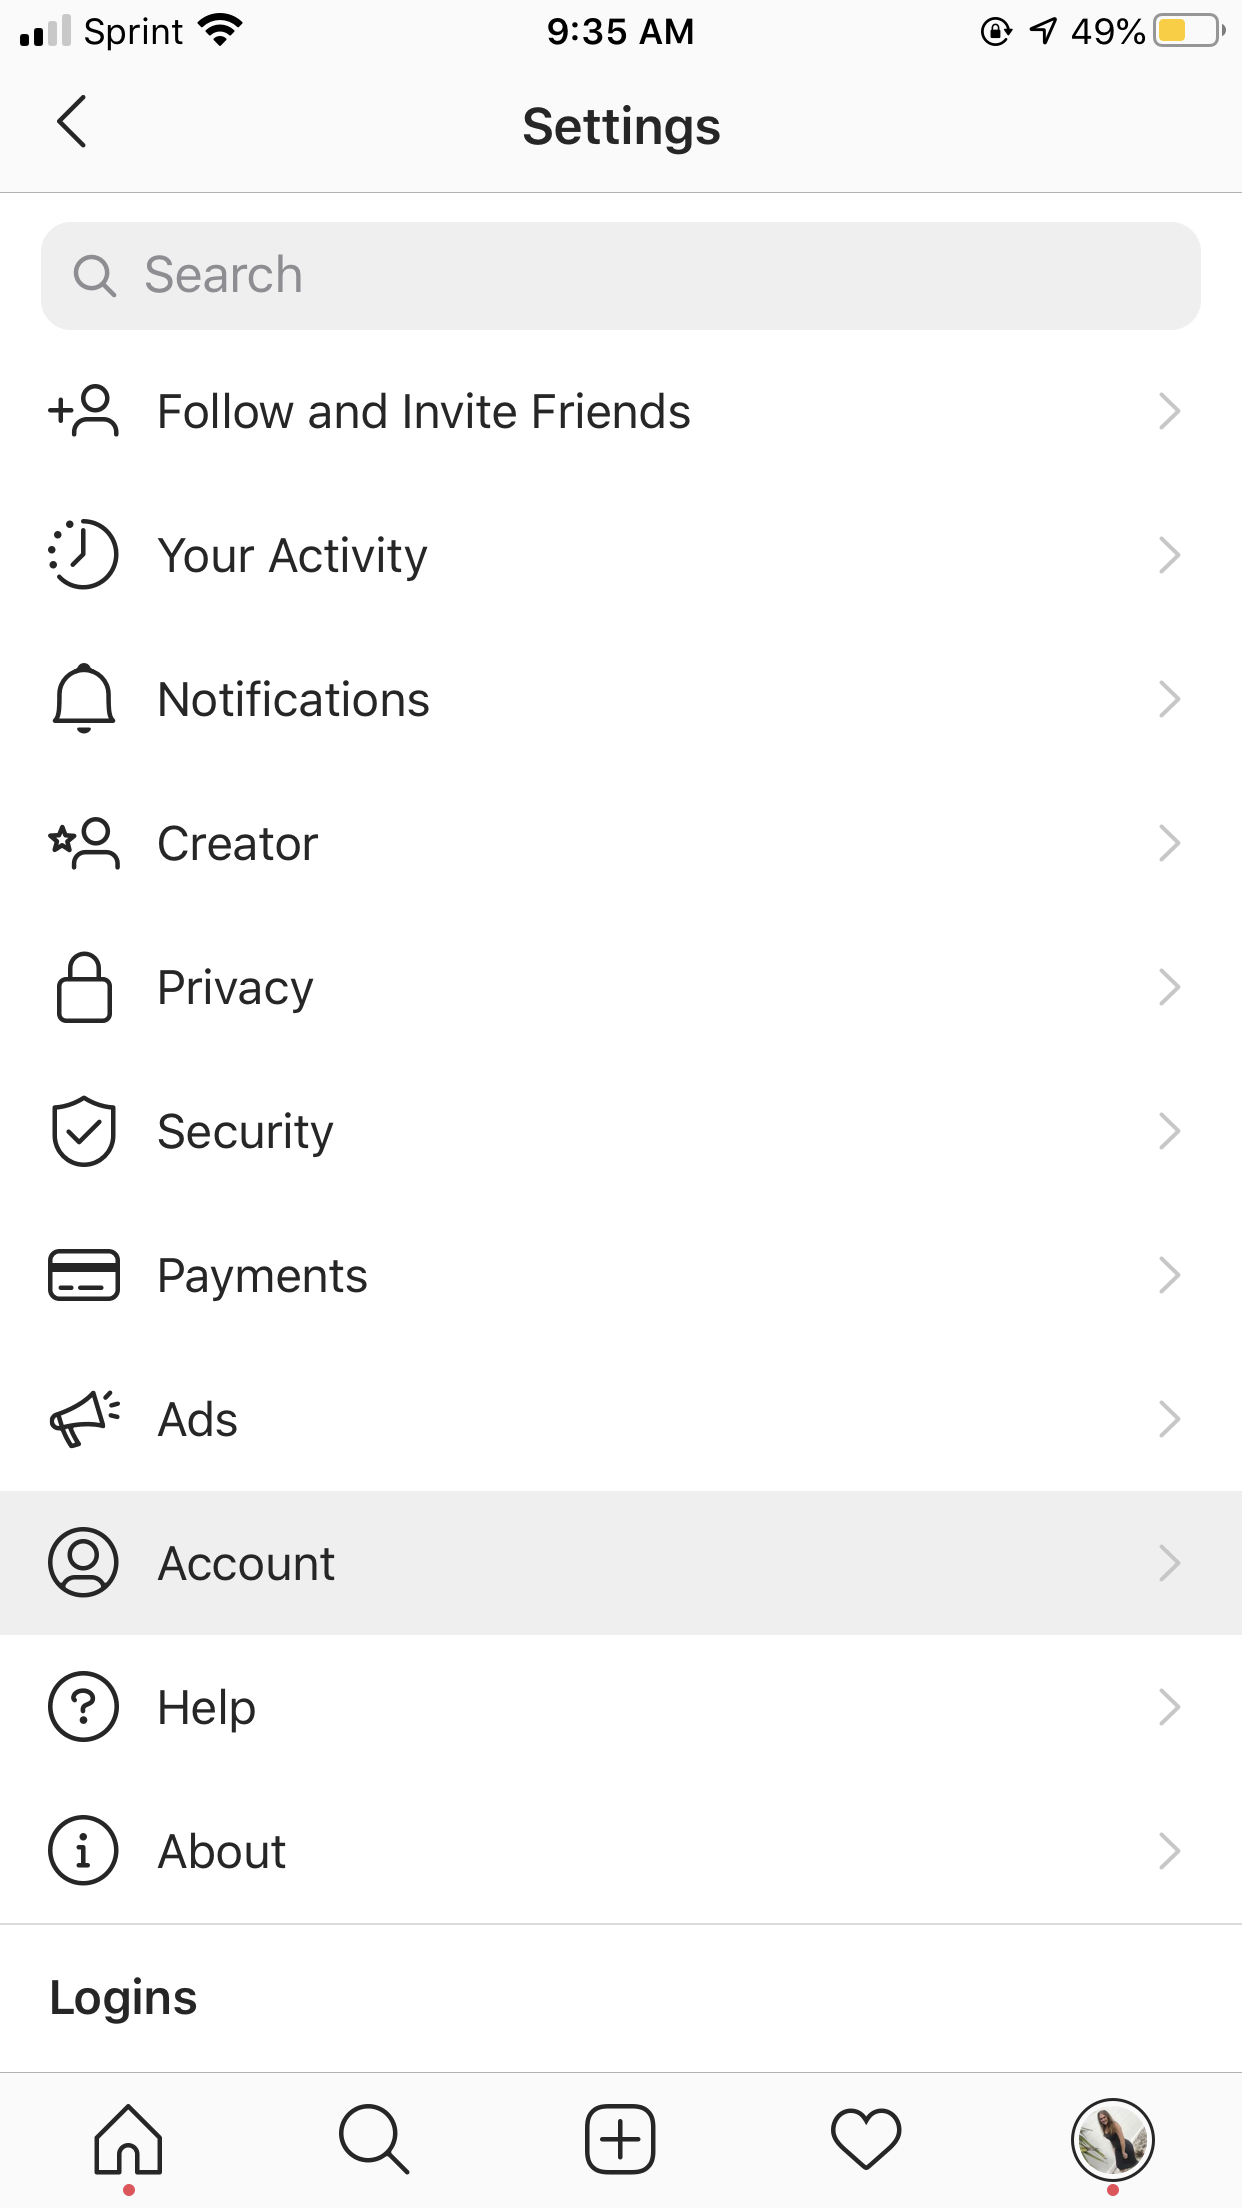 Sprint 9:35 AM 49%
Settings
Search
Follow and Invite Friends
Your Activity
Notifications
Creator
Privacy
Security
Payments
Ads
Account
Help
About
Logins